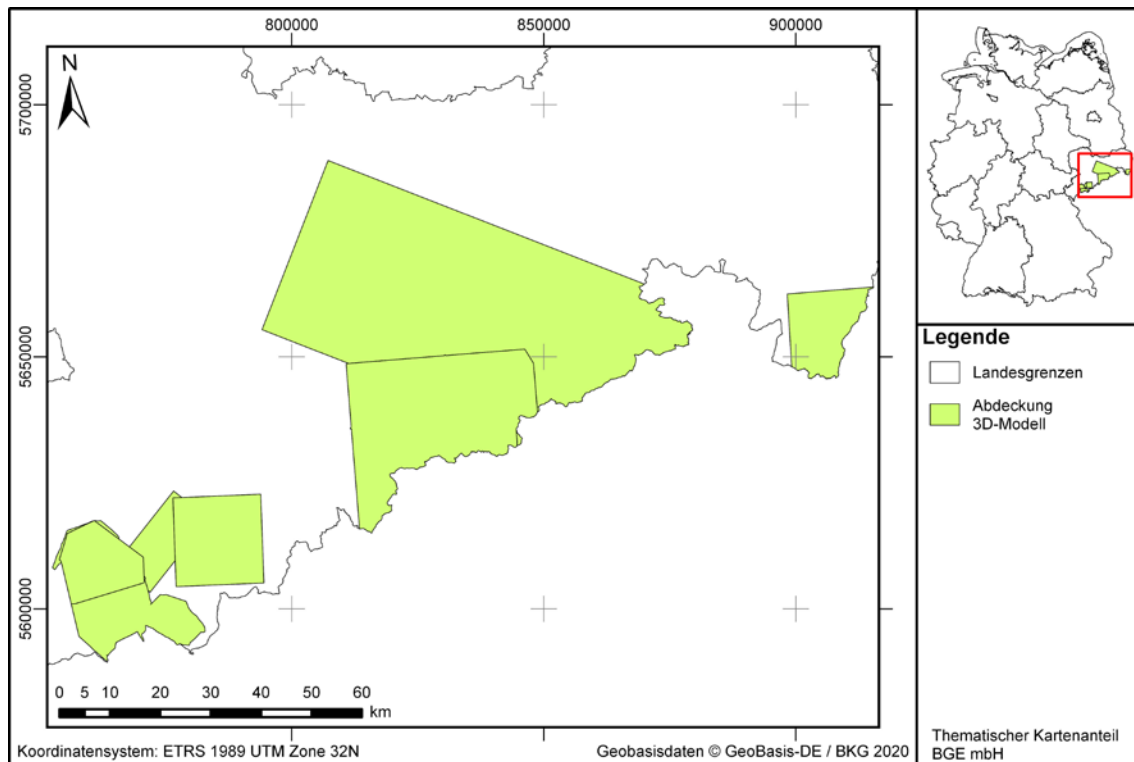 800000 850000 900000
N
5700000
5650000
5600000
0 5 10 20 30 40 50 60
km
Koordinatensystem: ETRS 1989 UTM Zone 32N
Geobasisdaten © GeoBasis-DE / BKG 2020
Legende
Landesgrenzen
Abdeckung
3D-Modell
Thematischer Kartenanteil
BGE mbH